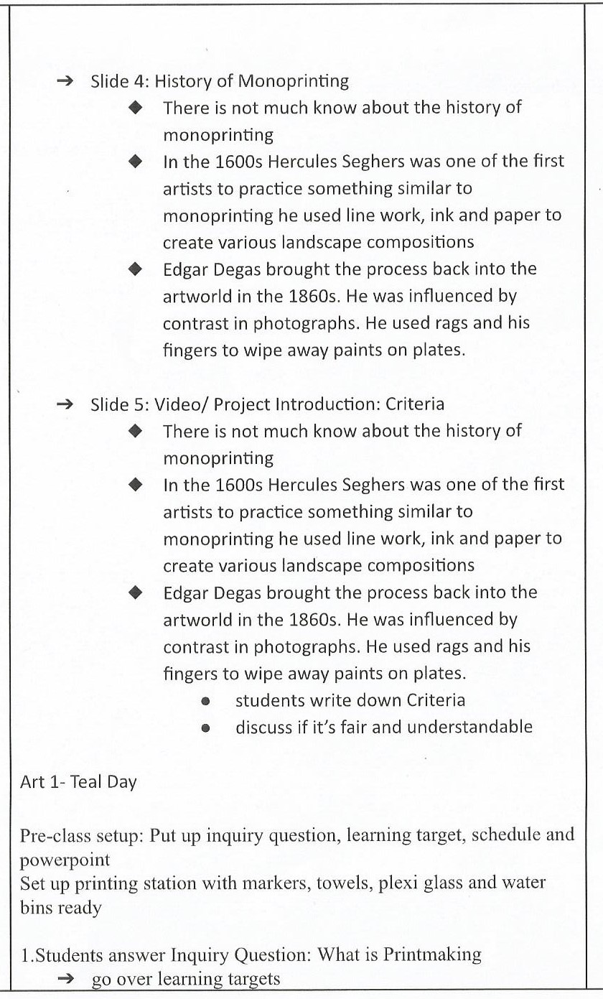 → Slide 4: History of Monoprinting
◆ There is not much know about the history of
monoprinting
◆ In the 1600s Hercules Seghers was one of the first
artists to practice something similar to
monoprinting he used line work, ink and paper to
create various landscape compositions
◆ Edgar Degas brought the process back into the
artworld in the 1860s. He was influenced by
contrast in photographs. He used rags and his
fingers to wipe away paints on plates.
→ Slide 5: Video/ Project Introduction: Criteria
◆ There is not much know about the history of
monoprinting
◆ In the 1600s Hercules Seghers was one of the first
artists to practice something similar to
monoprinting he used line work, ink and paper to
create various landscape compositions
◆ Edgar Degas brought the process back into the
artworld in the 1860s. He was influenced by
contrast in photographs. He used rags and his
fingers to wipe away paints on plates.
● students write down Criteria
● discuss if it's fair and understandable
Art 1- Teal Day
Pre-class setup: Put up inquiry question, learning target, schedule and
powerpoint
Set up printing station with markers, towels, plexi glass and water
bins ready
1.Students answer Inquiry Question: What is Printmaking
→ go over learning targets